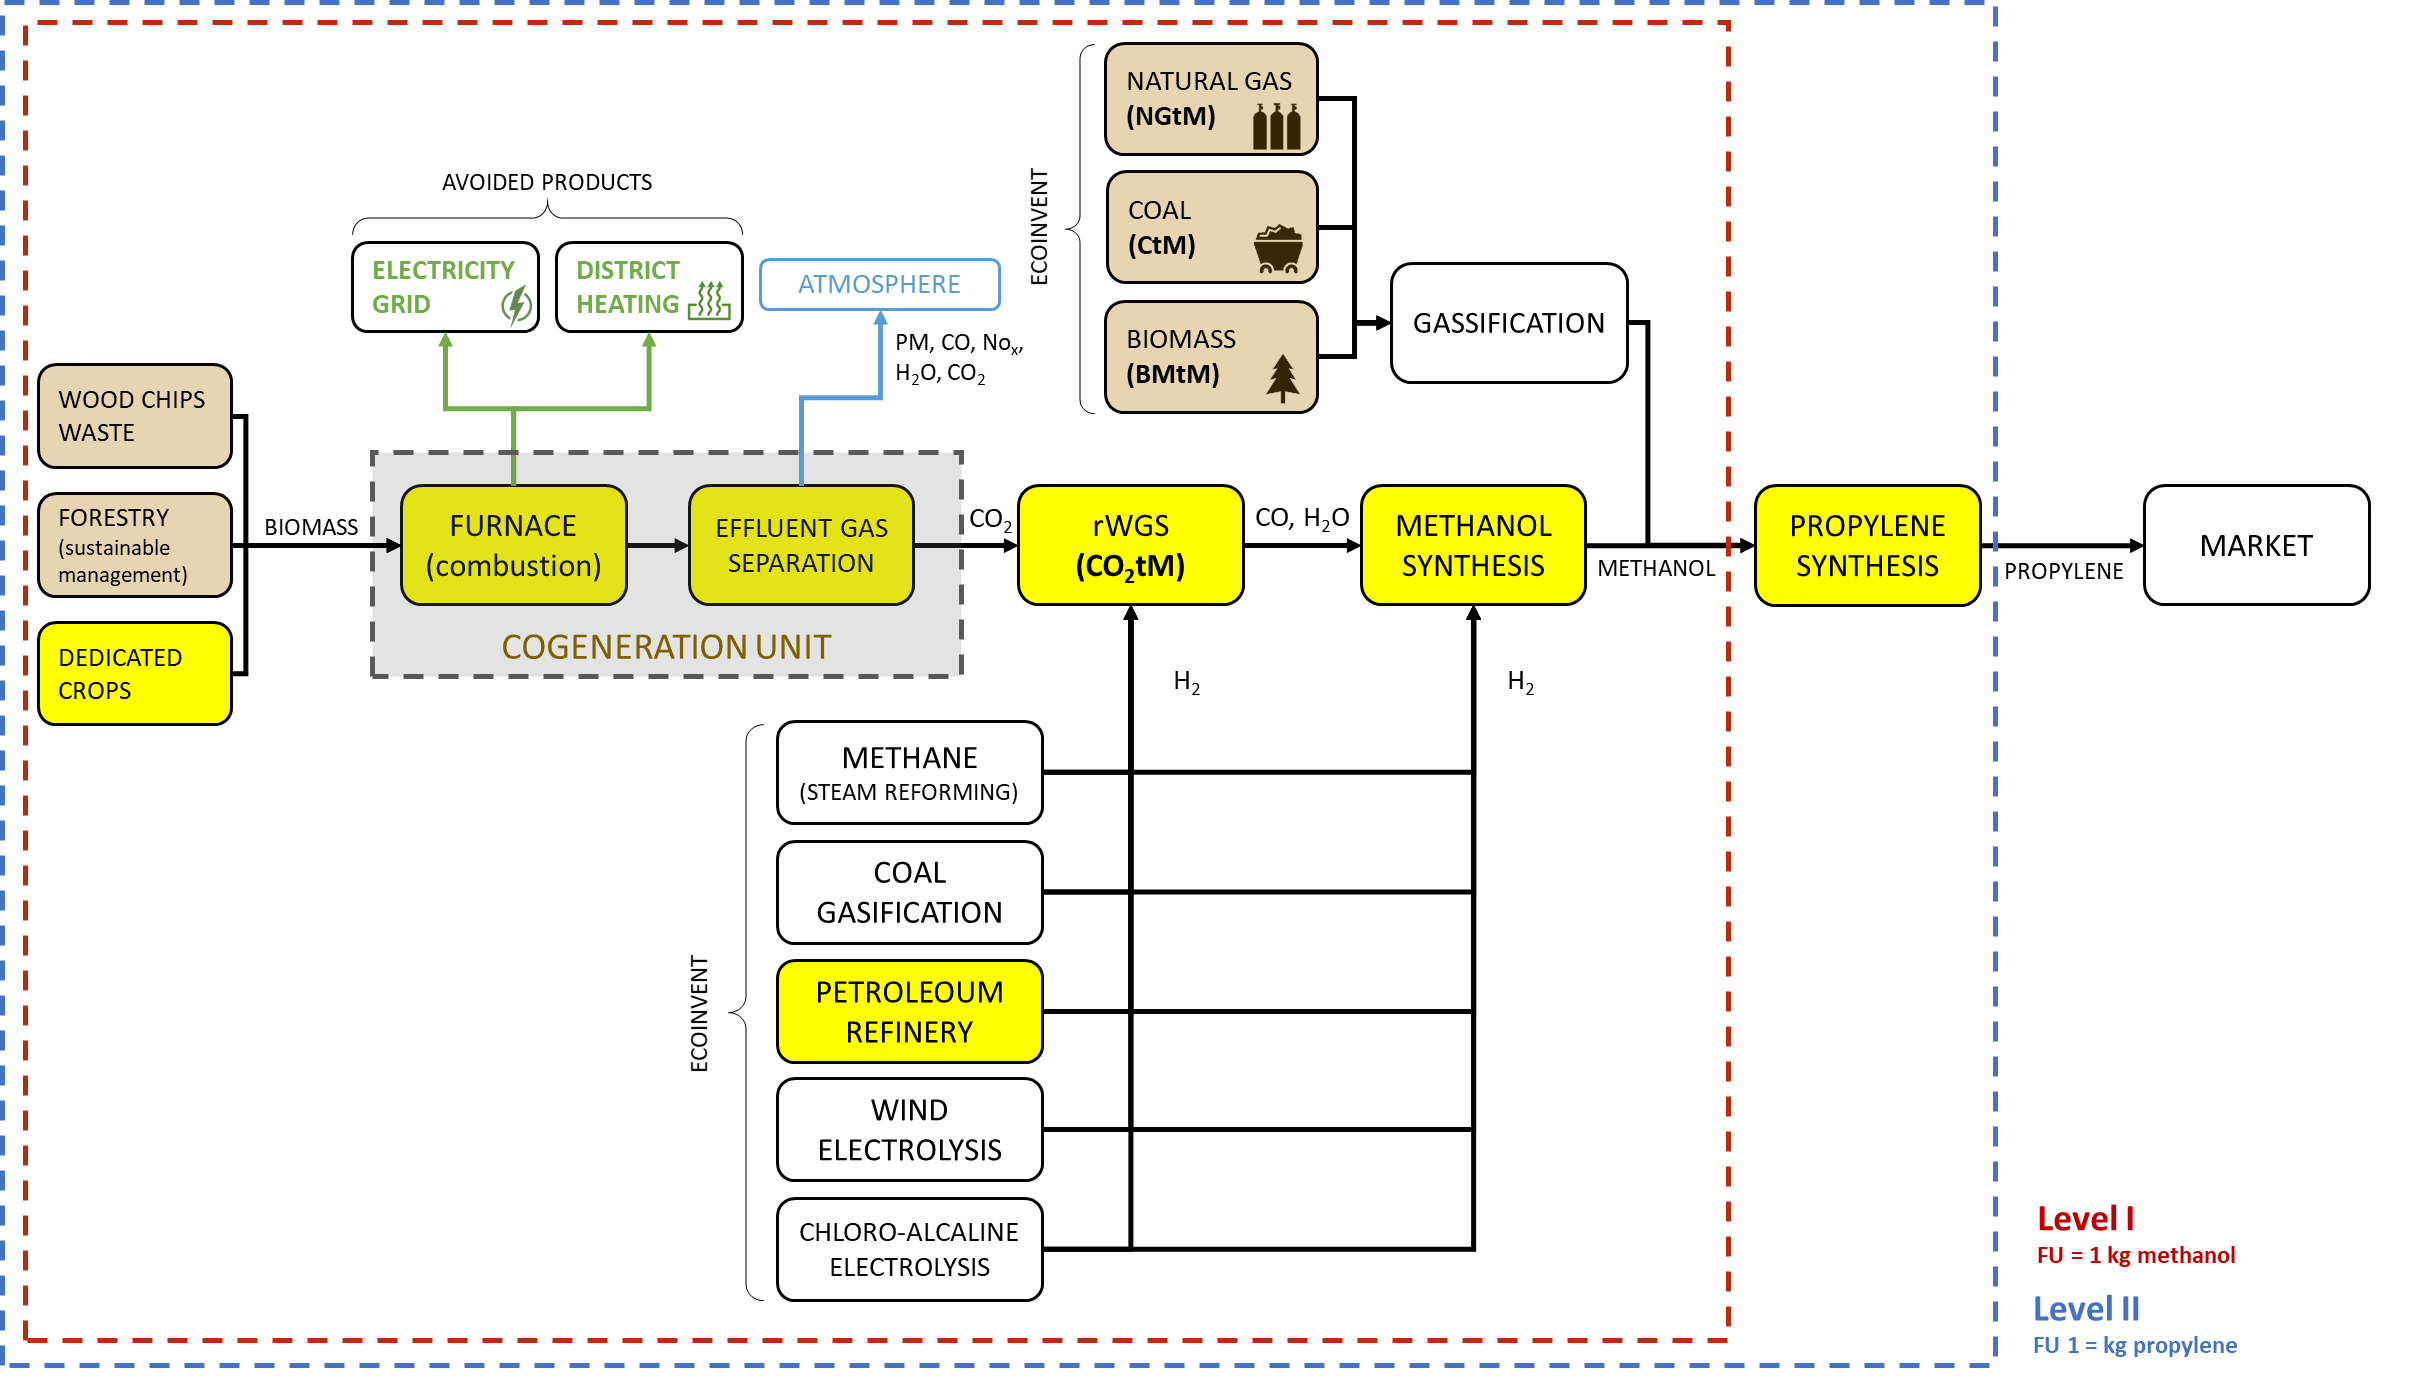 NATURAL GAS
(NGtM)
COAL
(CtM)
BIOMASS
(BMtM)
ECOINVENT
GASSIFICATION
AVOIDED PRODUCTS
ELECTRICITY
GRID
DISTRICT
HEATING
ATMOSPHERE
PM, CO, Noₓ,
H₂O, CO₂
WOOD CHIPS
WASTE
FORESTRY
(sustainable
management)
DEDICATED
CROPS
BIOMASS
FURNACE
(combustion)
EFFLUENT GAS
SEPARATION
COGENERATION UNIT
CO₂
rWGS
(CO₂tM)
CO, H₂O
METHANOL
SYNTHESIS
METHANOL
PROPYLENE
SYNTHESIS
PROPYLENE
MARKET
H₂
H₂
ECOINVENT
METHANE
(STEAM REFORMING)
COAL
GASIFICATION
PETROLEOUM
REFINERY
WIND
ELECTROLYSIS
CHLORO-ALCALINE
ELECTROLYSIS
Level I
FU = 1 kg methanol
Level II
FU 1 = kg propylene